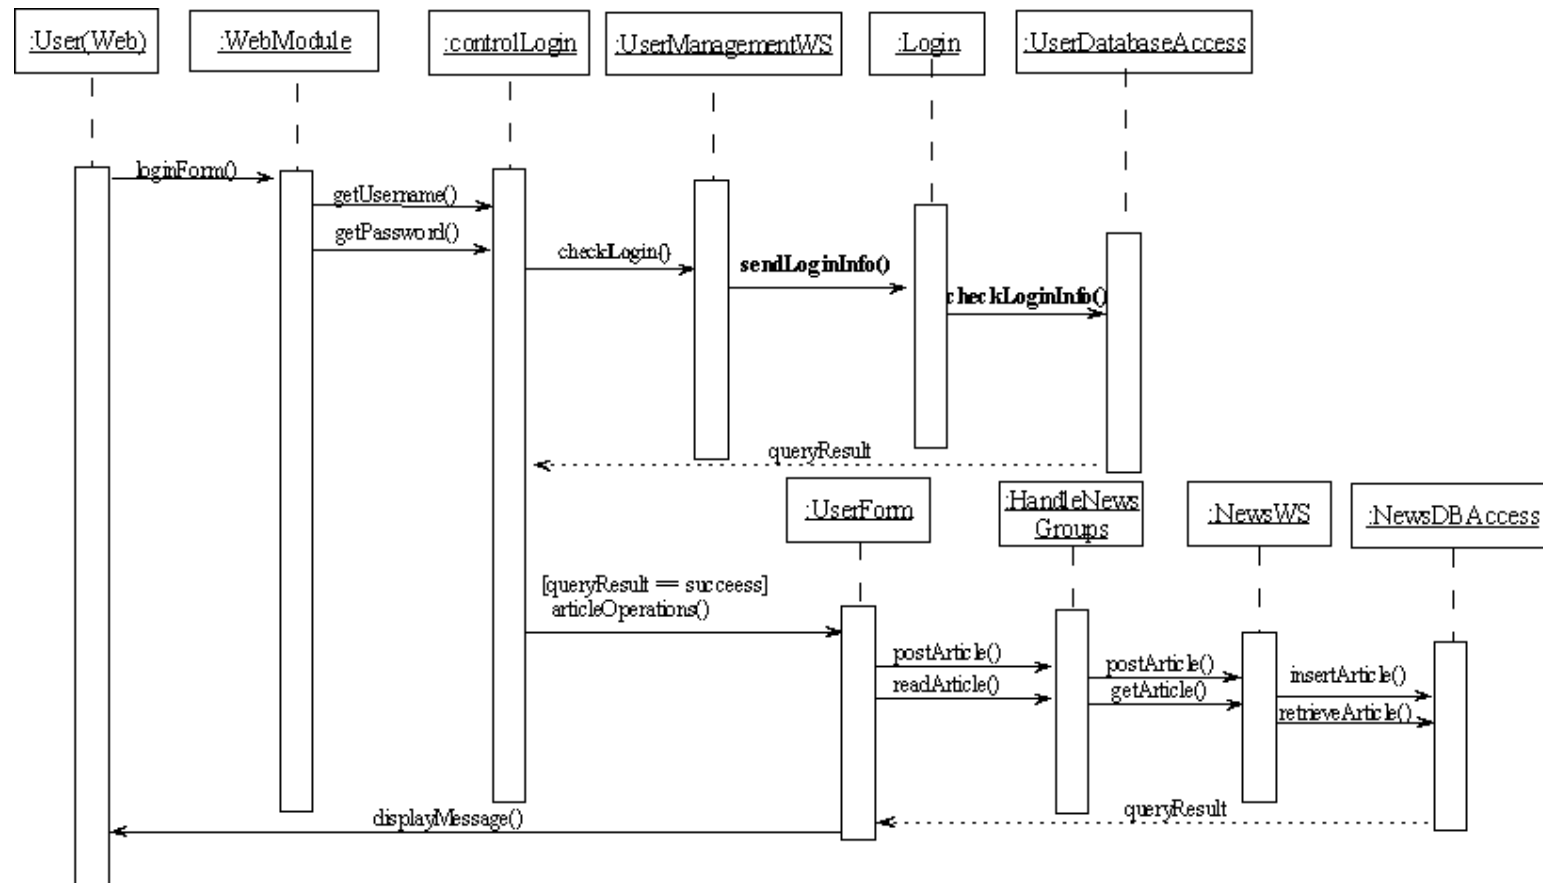 :User(Web)
:WebModule
:controlLogin
:UserManagementWS
:Login
:UserDatabaseAccess
loginForm()
getUsername()
getPassword()
checkLogin()
sendLoginInfo()
checkLoginInfo()
queryResult
:UserForm
:HandleNews
Groups
:NewsWS
:NewsDBAccess
[queryResult == succeess]
articleOperations()
postArticle()
readArticle()
postArticle()
getArticle()
insertArticle()
retrieveArticle()
queryResult
displayMessage()